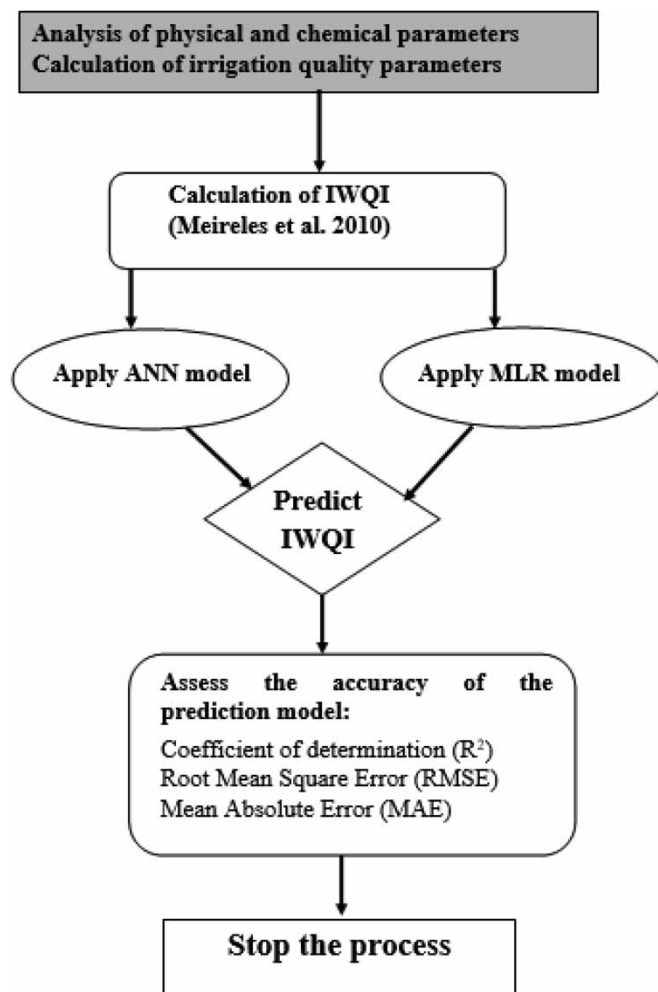 Analysis of physical and chemical parameters
Calculation of irrigation quality parameters
Calculation of IWQI
(Meireles et al. 2010)
Apply ANN model
Apply MLR model
Predict
IWQI
Assess the accuracy of the
prediction model:
Coefficient of determination (R²)
Root Mean Square Error (RMSE)
Mean Absolute Error (MAE)
Stop the process